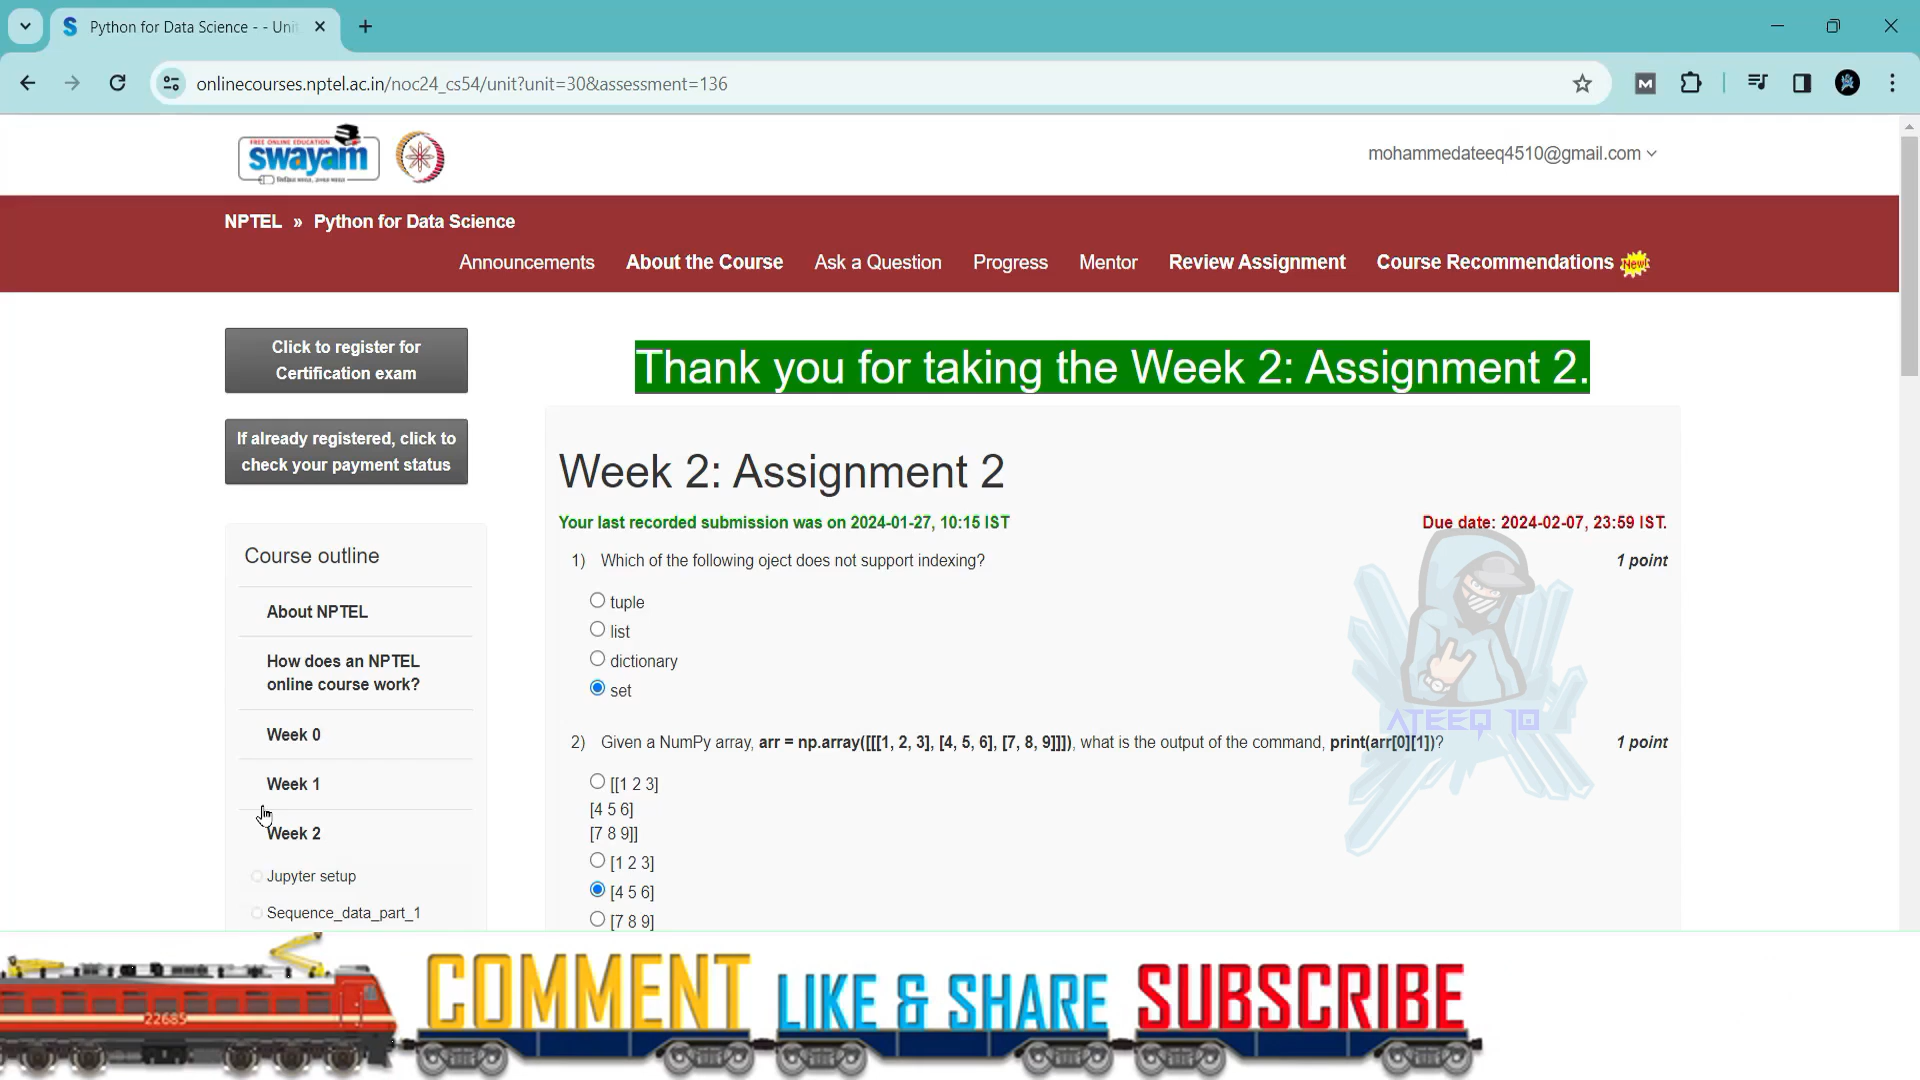 Python for Data Science - - Uni
onlinecourses.nptel.ac.in/noc24_cs54/unit?unit=30&assessment=136
FREE ONLINE EDUCATION
swayam
mohammedateeq4510@gmail.com
NPTEL » Python for Data Science
Announcements About the Course Ask a Question Progress Mentor Review Assignment Course Recommendations New!
Click to register for
Certification exam
If already registered, click to
check your payment status
Course outline
About NPTEL
How does an NPTEL
online course work?
Week 0
Week 1
Week 2
Jupyter setup
Sequence_data_part_1
Thank you for taking the Week 2: Assignment 2.
Week 2: Assignment 2
Your last recorded submission was on 2024-01-27, 10:15 IST Due date: 2024-02-07, 23:59 IST.
1) Which of the following oject does not support indexing? 1 point
tuple
list
dictionary
set
2) Given a NumPy array, arr = np.array([[[1, 2, 3], [4, 5, 6], [7, 8, 9]]]), what is the output of the command, print(arr[0][1])? 1 point
[[1 2 3]
[4 5 6]
[7 8 9]]
[1 2 3]
[4 5 6]
[7 8 9]
ATEEQ 10
22685
COMMENT LIKE & SHARE SUBSCRIBE